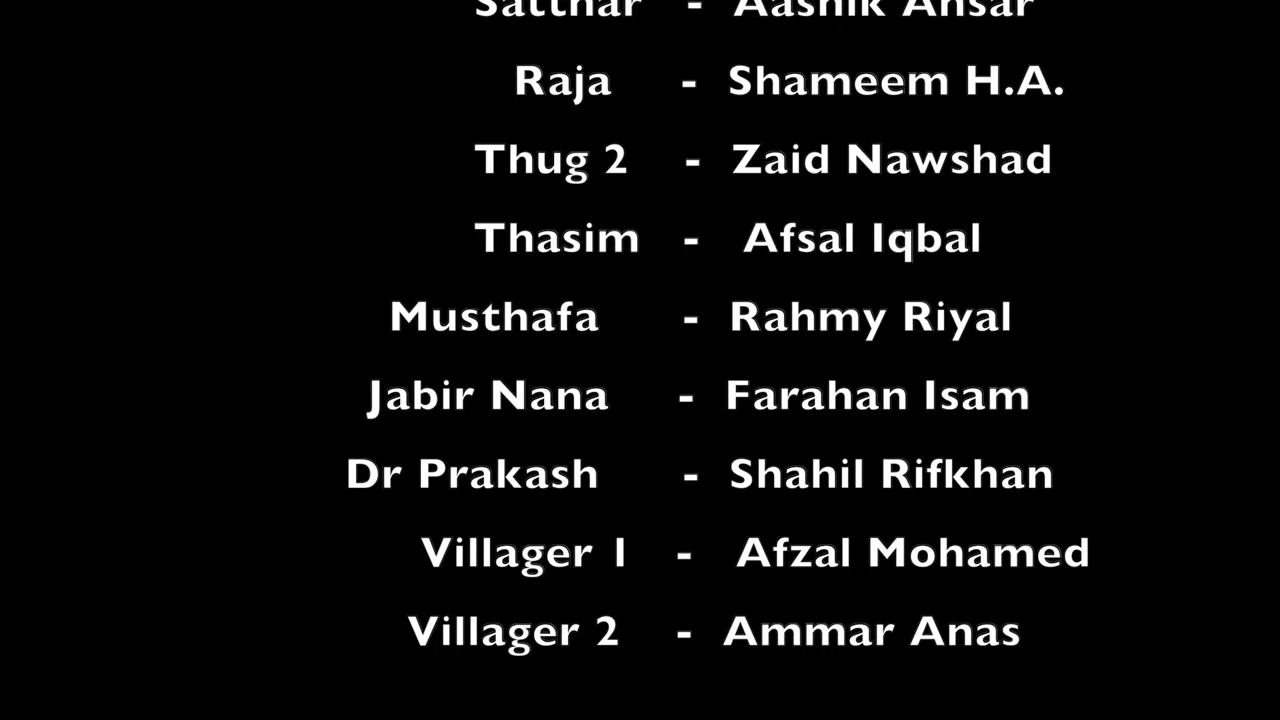 Satthar - Aashik Ansar
Raja - Shameem H.A.
Thug 2 - Zaid Nawshad
Thasim - Afsal Iqbal
Musthafa - Rahmy Riyal
Jabir Nana - Farahan Isam
Dr Prakash - Shahil Rifkhan
Villager 1 - Afzal Mohamed
Villager 2 - Ammar Anas